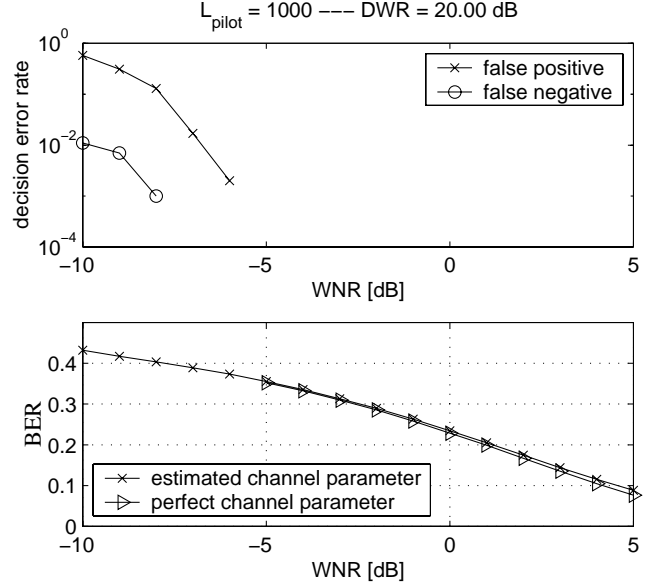 L_pilot = 1000 −−− DWR = 20.00 dB
10^0
10^−2
10^−4
decision error rate
false positive
false negative
−10 −5 0 5
WNR [dB]
0.4
0.3
0.2
0.1
0
BER
estimated channel parameter
perfect channel parameter
−10 −5 0 5
WNR [dB]